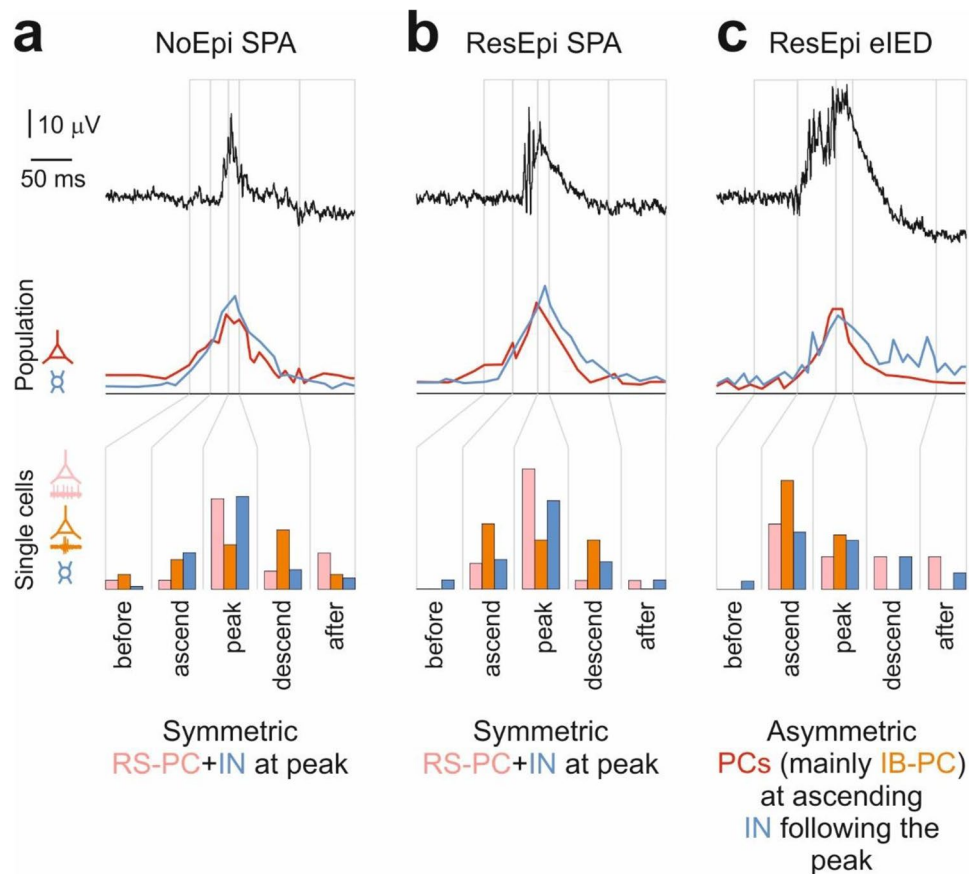 a
NoEpi SPA
b
ResEpi SPA
c
ResEpi eIED
10 μV
50 ms
Population
Single cells
before
ascend
peak
descend
after
before
ascend
peak
descend
after
before
ascend
peak
descend
after
Symmetric
RS-PC+IN at peak
Symmetric
RS-PC+IN at peak
Asymmetric
PCs (mainly IB-PC)
at ascending
IN following the
peak